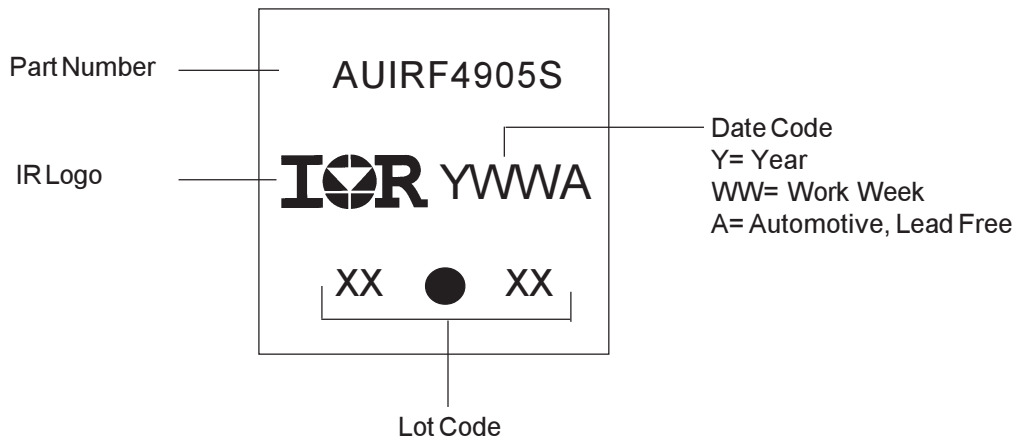 Part Number
AUIRF4905S
IR Logo
IOR YWWA
Date Code
Y= Year
WW= Work Week
A= Automotive, Lead Free
XX ● XX
Lot Code